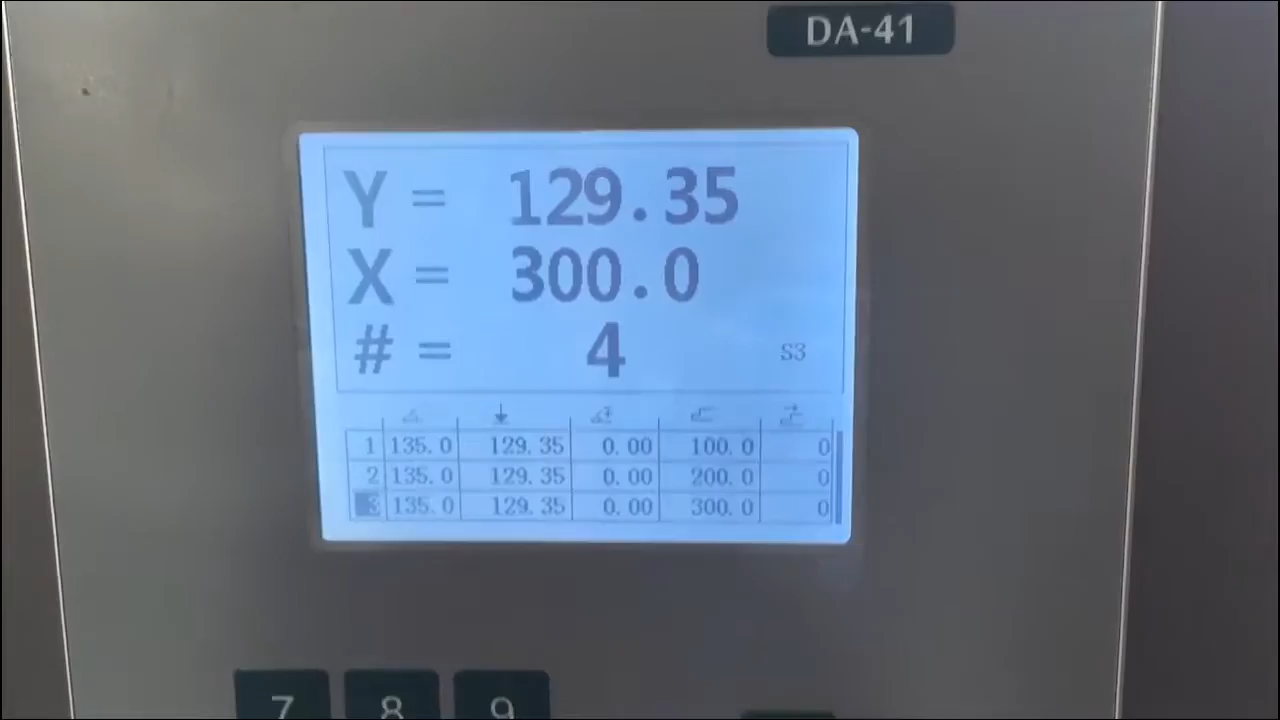 DA-41
Y = 129.35
X = 300.0
# = 4 S3
1 135.0 129.35 0.00 100.0 0
2 135.0 129.35 0.00 200.0 0
3 135.0 129.35 0.00 300.0 0
7 8 9